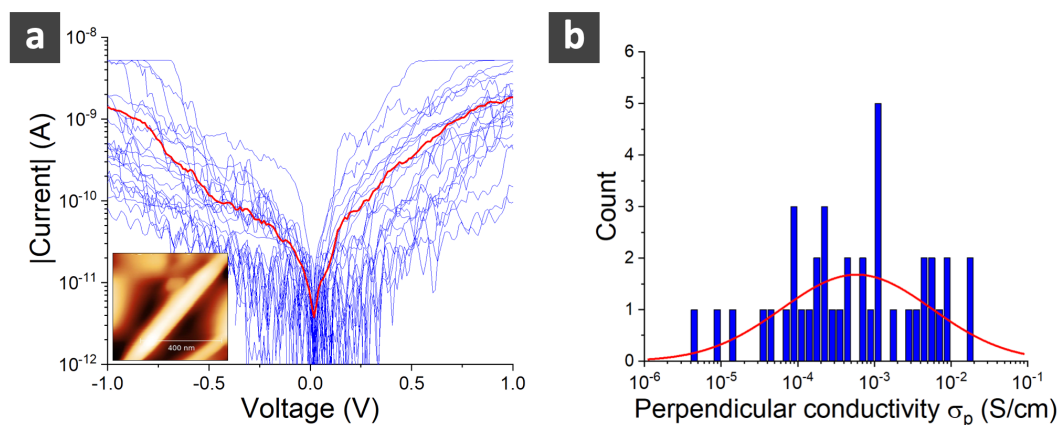 a
10⁻⁸
10⁻⁹
10⁻¹⁰
10⁻¹¹
10⁻¹²
|Current| (A)
400 nm
-1.0 -0.5 0.0 0.5 1.0
Voltage (V)
b
6
5
4
3
2
1
0
Count
10⁻⁶ 10⁻⁵ 10⁻⁴ 10⁻³ 10⁻² 10⁻¹
Perpendicular conductivity σₚ (S/cm)